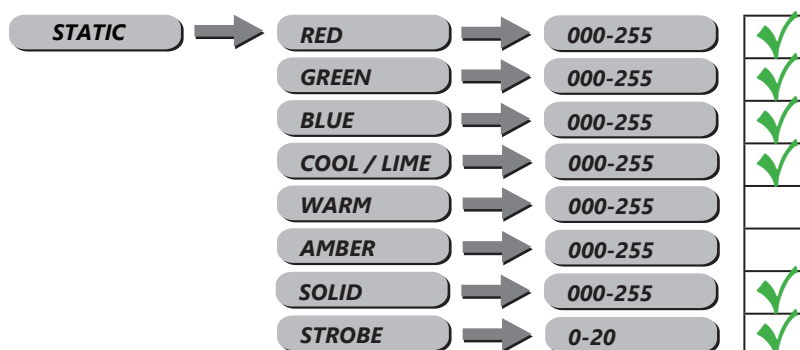 STATIC RED 000-255
GREEN 000-255
BLUE 000-255
COOL / LIME 000-255
WARM 000-255
AMBER 000-255
SOLID 000-255
STROBE 0-20